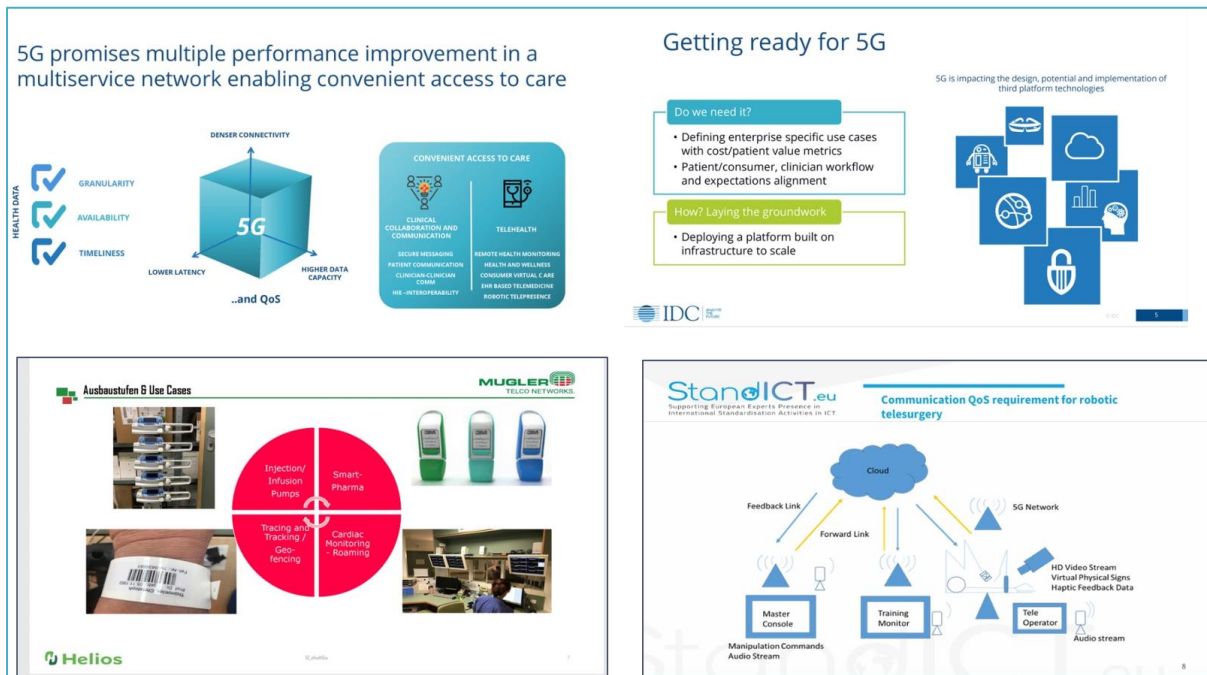 5G promises multiple performance improvement in a
multiservice network enabling convenient access to care
HEALTH DATA
GRANULARITY
AVAILABILITY
TIMELINESS
DENSER CONNECTIVITY
5G
LOWER LATENCY
HIGHER DATA
CAPACITY
..and QoS
CONVENIENT ACCESS TO CARE
CLINICAL
COLLABORATION AND
COMMUNICATION
SECURE MESSAGING
PATIENT COMMUNICATION
CLINICIAN-CLINICIAN
COMM
HIE –INTEROPERABILITY
TELEHEALTH
REMOTE HEALTH MONITORING
HEALTH AND WELLNESS
CONSUMER VIRTUAL CARE
EHR BASED TELEMEDICINE
ROBOTIC TELEPRESENCE
Getting ready for 5G
5G is impacting the design, potential and implementation of
third platform technologies
Do we need it?
• Defining enterprise specific use cases
with cost/patient value metrics
• Patient/consumer, clinician workflow
and expectations alignment
How? Laying the groundwork
• Deploying a platform built on
infrastructure to scale
IDC
5
Ausbaustufen & Use Cases
MUGLER
TELCO NETWORKS.
Injection/
Infusion
Pumps
Smart-
Pharma
Tracing and
Tracking /
Geo-
fencing
Cardiac
Monitoring
- Roaming
Helios
StandICT.eu
Supporting European Experts Presence in
International Standardisation Activities in ICT
Communication QoS requirement for robotic
telesurgery
Cloud
Feedback Link
5G Network
Forward Link
HD Video Stream
Virtual Physical Signs
Haptic Feedback Data
Master
Console
Training
Monitor
Tele
Operator
Manipulation Commands
Audio Stream
Audio stream
8